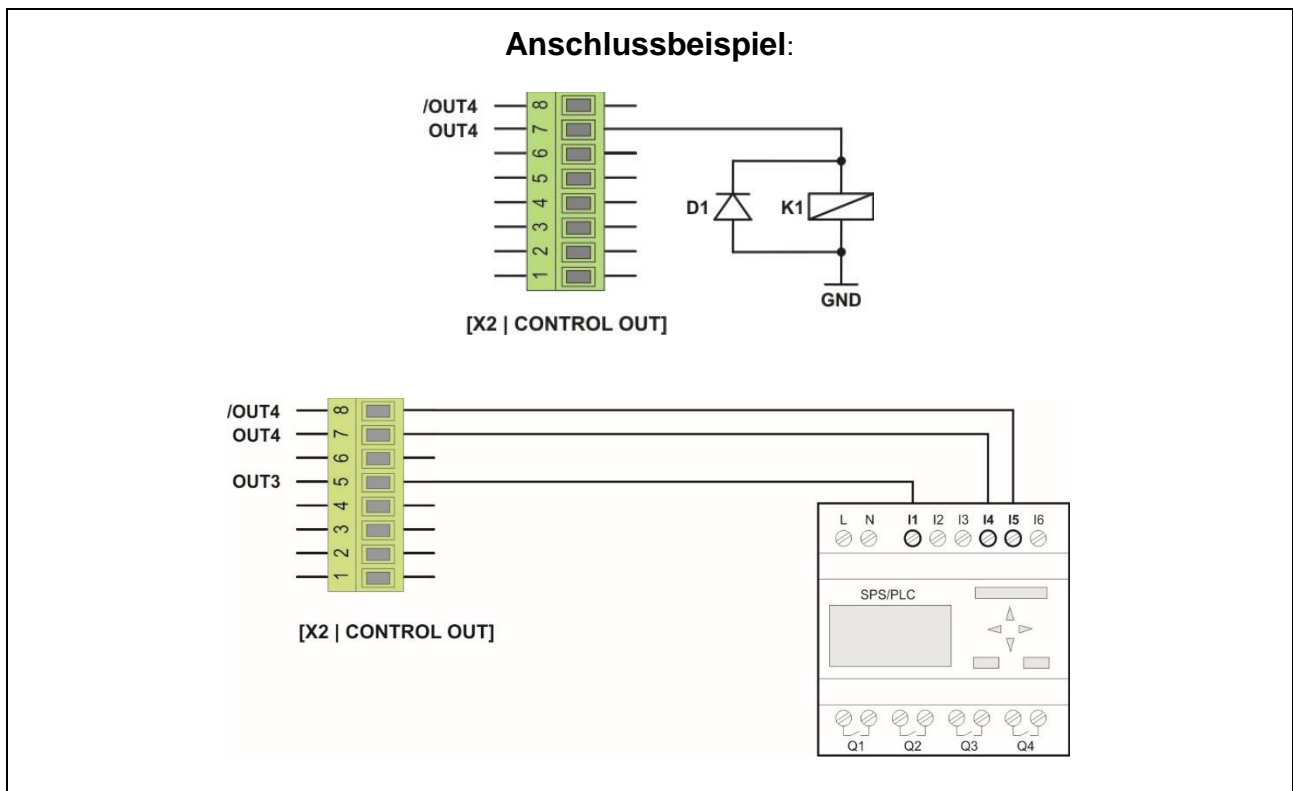 Anschlussbeispiel:
/OUT4
OUT4
8
7
6
5
4
3
2
1
D1
K1
GND
[X2 | CONTROL OUT]
/OUT4
OUT4
OUT3
8
7
6
5
4
3
2
1
[X2 | CONTROL OUT]
L N I1 I2 I3 I4 I5 I6
SPS/PLC
Q1 Q2 Q3 Q4